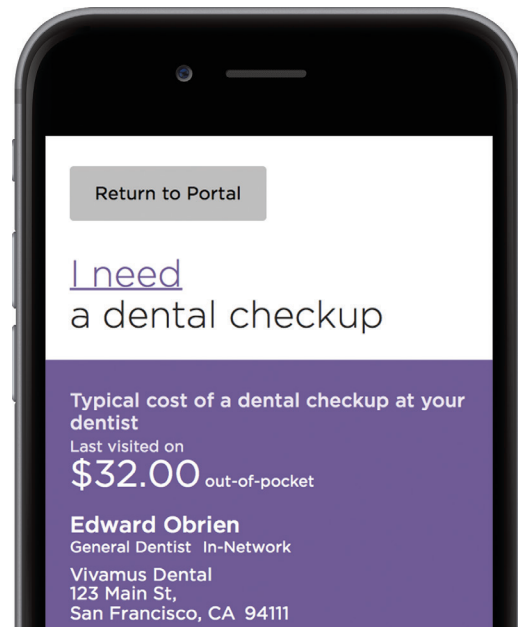 Return to Portal
I need
a dental checkup
Typical cost of a dental checkup at your
dentist
Last visited on
$32.00 out-of-pocket
Edward Obrien
General Dentist In-Network
Vivamus Dental
123 Main St,
San Francisco, CA 94111